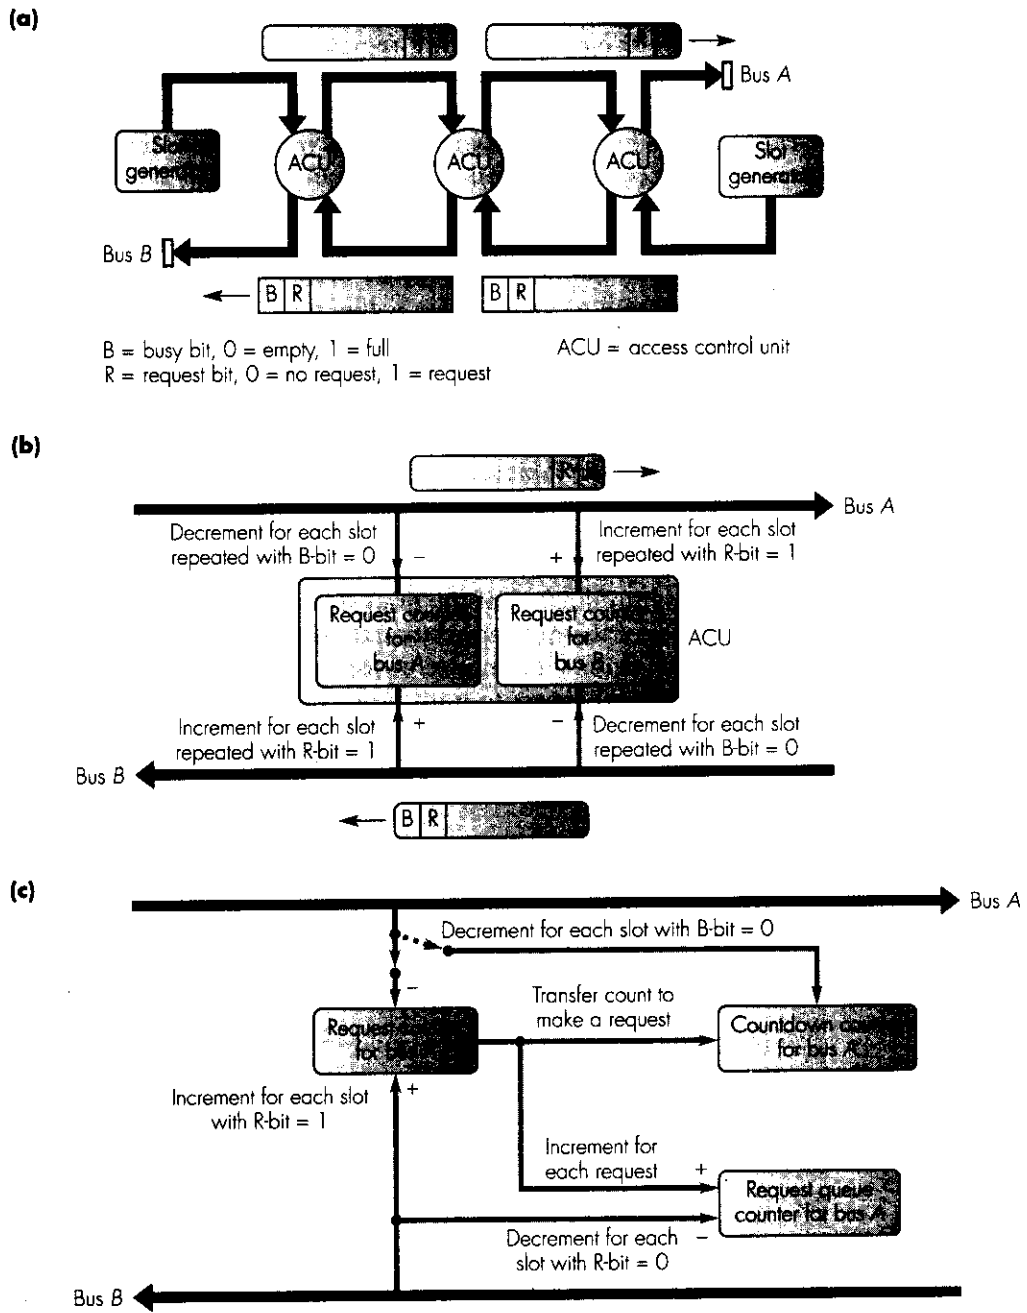 (a)
Bus A
Slot
ACU
ACU
ACU
Slot
Bus B
B R
B R
B = busy bit, 0 = empty, 1 = full
ACU = access control unit
R = request bit, 0 = no request, 1 = request
(b)
R
Bus A
Decrement for each slot
repeated with B-bit = 0
−
+
Increment for each slot
repeated with R-bit = 1
Request
for
bus A
Request
for
bus B
ACU
Increment for each slot
repeated with R-bit = 1
+
−
Decrement for each slot
repeated with B-bit = 0
Bus B
B R
(c)
Bus A
Decrement for each slot with B-bit = 0
−
Transfer count to
make a request
Request
for
Countdown
for bus A
Increment for each slot
with R-bit = 1
+
Increment for
each request
+
Request queue
counter for bus A
Decrement for each
slot with R-bit = 0
−
Bus B